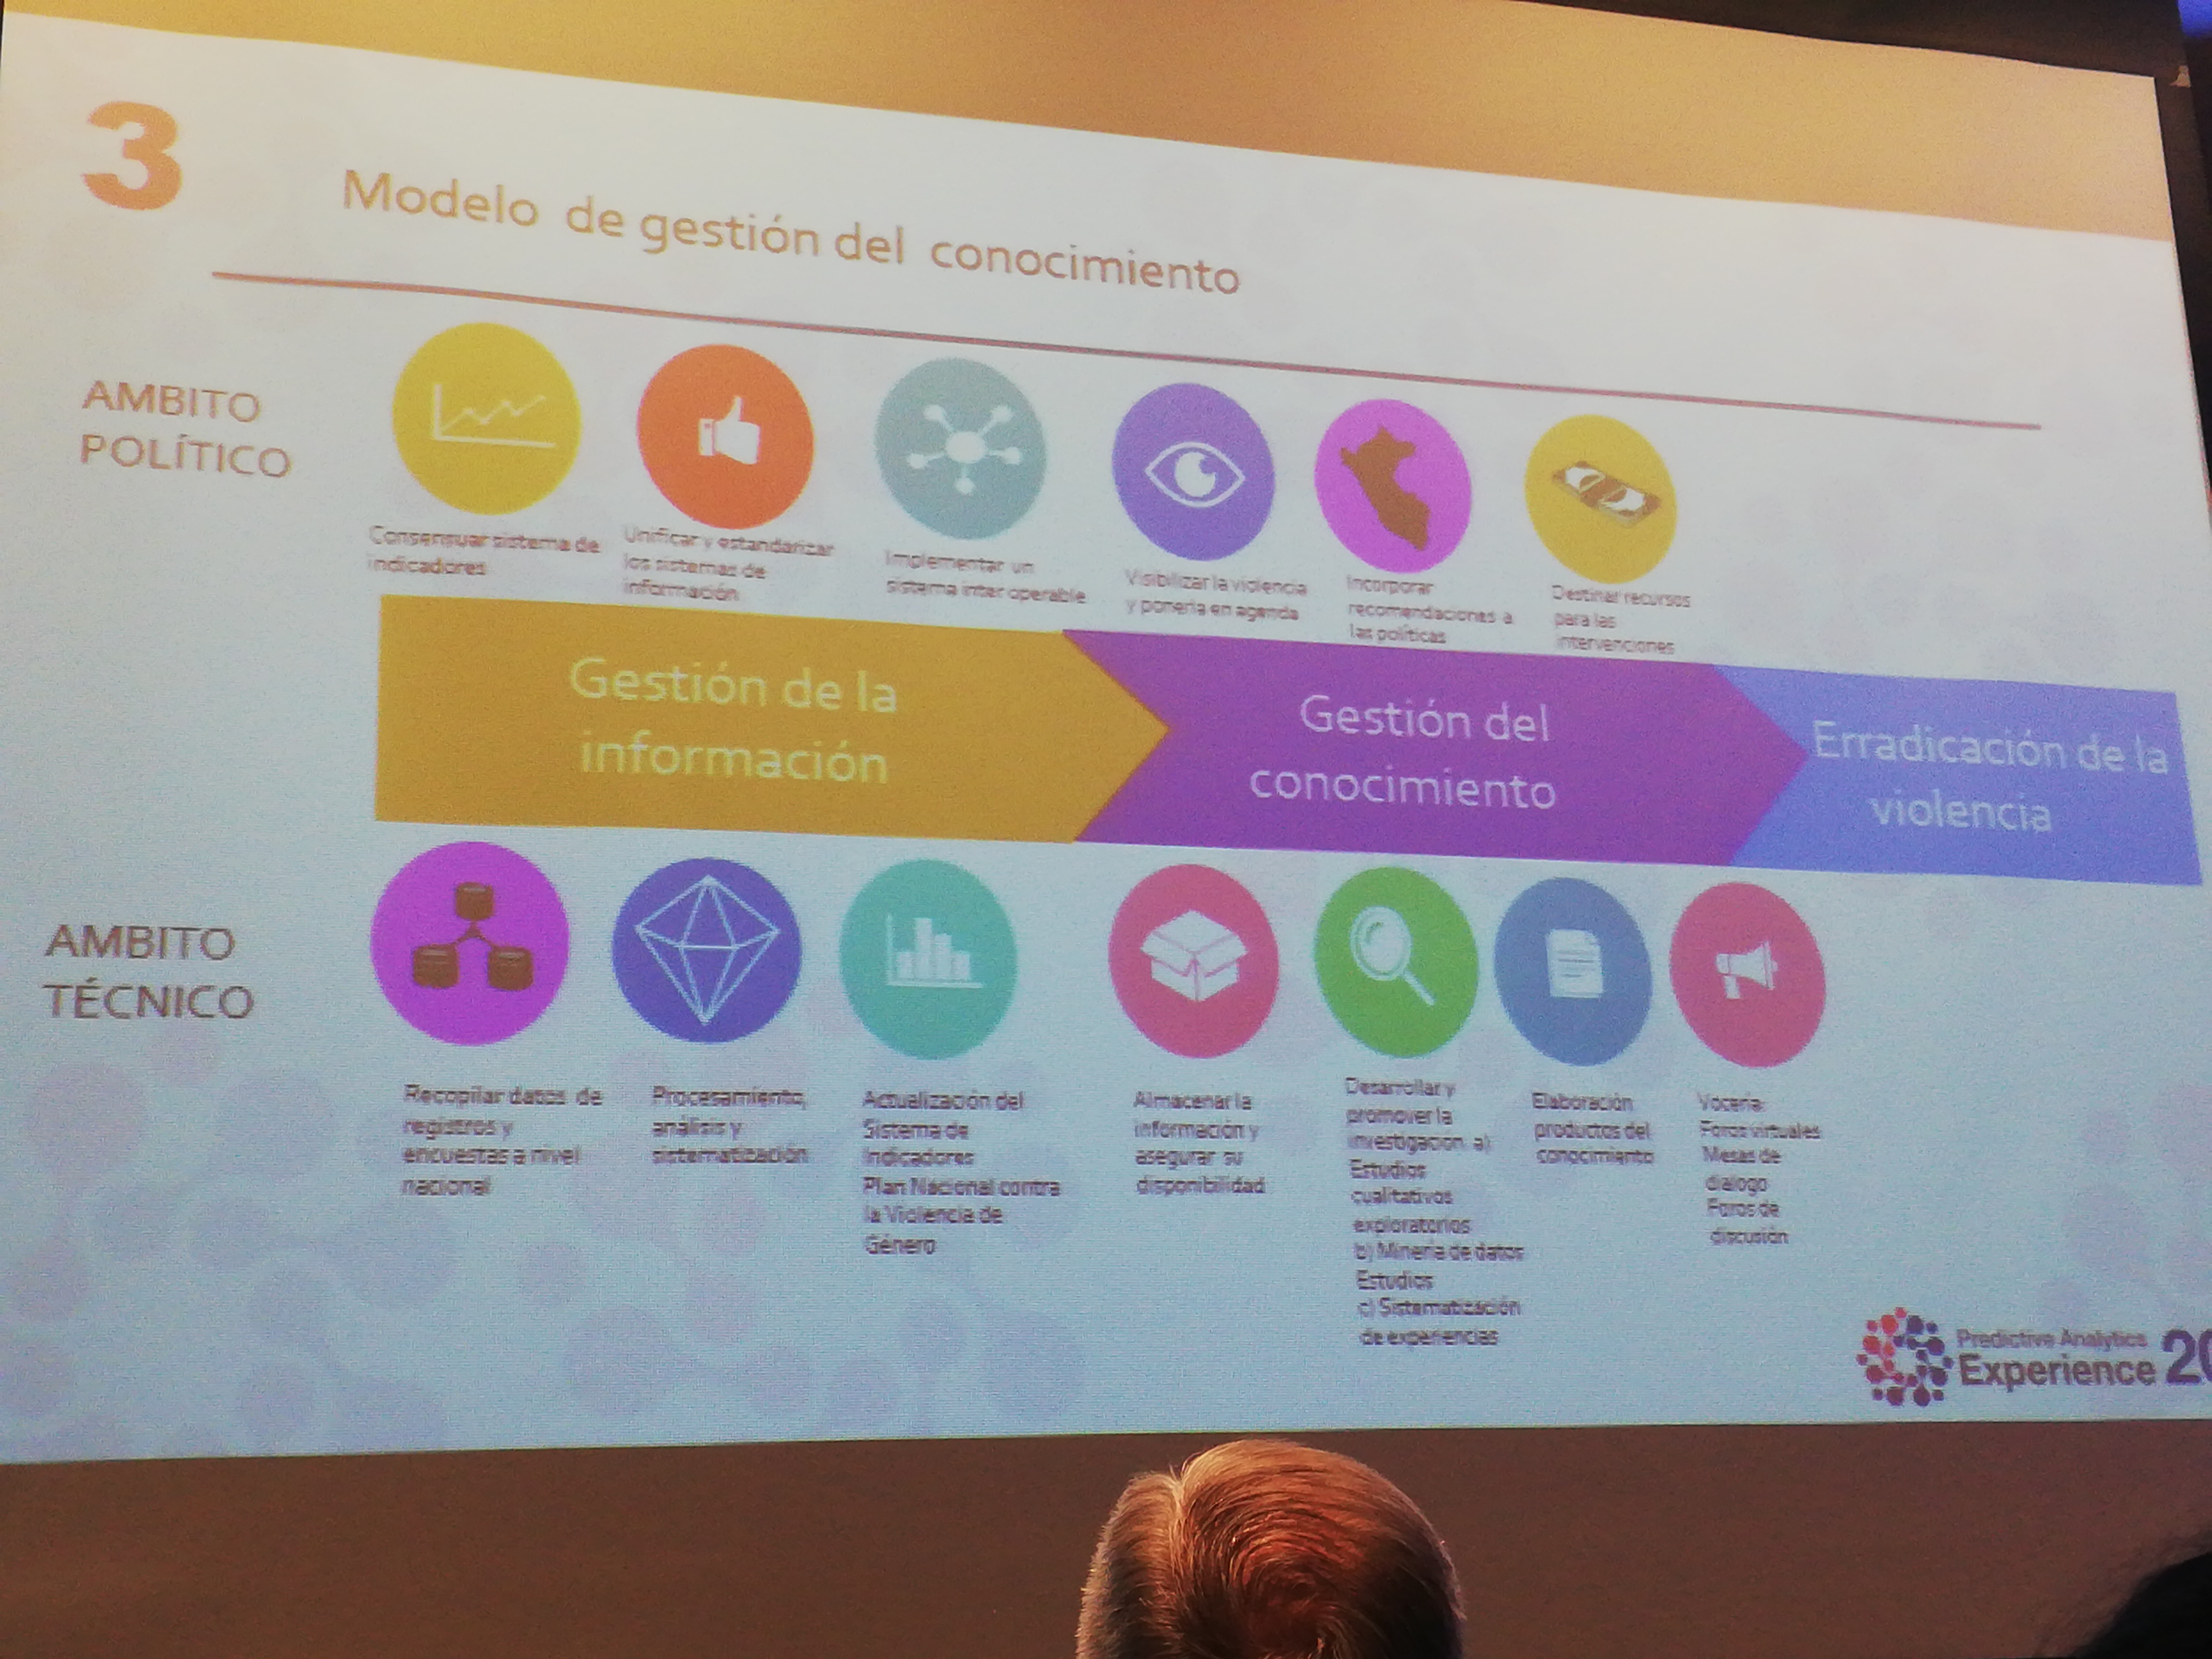 3
Modelo de gestión del conocimiento
AMBITO
POLÍTICO
Consensuar sistema de
indicadores
Unificar y estandarizar
los sistemas de
información
Implementar un
sistema inter operable
Visibilizar la violencia
y ponerla en agenda
Incorporar
recomendaciones a
las políticas
Destinar recursos
para las
intervenciones
Gestión de la
información
Gestión del
conocimiento
Erradicación de la
violencia
AMBITO
TÉCNICO
Recopilar datos de
registros y
encuestas a nivel
nacional
Procesamiento,
análisis y
sistematización
Actualización del
Sistema de
Indicadores
Plan Nacional contra
la Violencia de
Género
Almacenar la
información y
asegurar su
disponibilidad
Desarrollar y
promover la
investigación a)
Estudios
cualitativos
exploratorios
b) Minería de datos
Estudios
c) Sistematización
de experiencias
Elaboración
productos del
conocimiento
Vocería:
Foros virtuales
Mesas de
dialogo
Foros de
discusión
Predictive Analytics
Experience 20